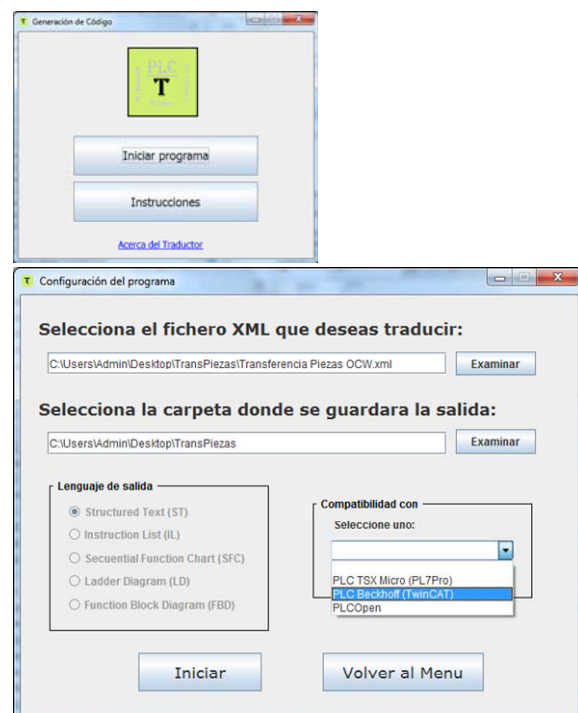 Generación de Código
PLC
T
Iniciar programa
Instrucciones
Acerca del Traductor
Configuración del programa
Selecciona el fichero XML que deseas traducir:
C:\Users\Admin\Desktop\TransPiezas\Transferencia Piezas OCW.xml
Examinar
Selecciona la carpeta donde se guardara la salida:
C:\Users\Admin\Desktop\TransPiezas
Examinar
Lenguaje de salida
Structured Text (ST)
Instruction List (IL)
Secuential Function Chart (SFC)
Ladder Diagram (LD)
Function Block Diagram (FBD)
Compatibilidad con
Seleccione uno:
PLC TSX Micro (PL7Pro)
PLC Beckhoff (TwinCAT)
PLCOpen
Iniciar
Volver al Menu